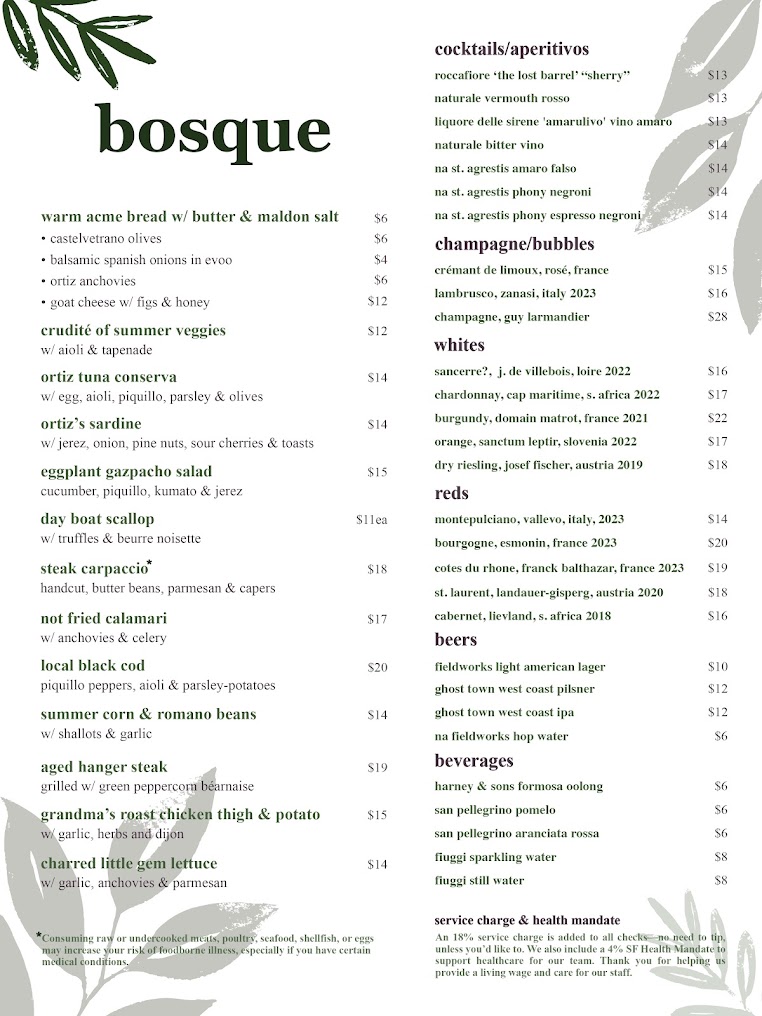 bosque
warm acme bread w/ butter & maldon salt $6
• castelvetrano olives $6
• balsamic spanish onions in evoo $4
• ortiz anchovies $6
• goat cheese w/ figs & honey $12
crudité of summer veggies $12
w/ aioli & tapenade
ortiz tuna conserva $14
w/ egg, aioli, piquillo, parsley & olives
ortiz’s sardine $14
w/ jerez, onion, pine nuts, sour cherries & toasts
eggplant gazpacho salad $15
cucumber, piquillo, kumato & jerez
day boat scallop $11ea
w/ truffles & beurre noisette
steak carpaccio* $18
handcut, butter beans, parmesan & capers
not fried calamari $17
w/ anchovies & celery
local black cod $20
piquillo peppers, aioli & parsley-potatoes
summer corn & romano beans $14
w/ shallots & garlic
aged hanger steak $19
grilled w/ green peppercorn béarnaise
grandma’s roast chicken thigh & potato $15
w/ garlic, herbs and dijon
charred little gem lettuce $14
w/ garlic, anchovies & parmesan
*Consuming raw or undercooked meats, poultry, seafood, shellfish, or eggs
may increase your risk of foodborne illness, especially if you have certain
medical conditions.
cocktails/aperitivos
roccafiore ‘the lost barrel’ “sherry” $13
naturale vermouth rosso $13
liquore delle sirene 'amarulivo' vino amaro $13
naturale bitter vino $14
na st. agrestis amaro falso $14
na st. agrestis phony negroni $14
na st. agrestis phony espresso negroni $14
champagne/bubbles
crémant de limoux, rosé, france $15
lambrusco, zanasi, italy 2023 $16
champagne, guy larmandier $28
whites
sancerre?, j. de villebois, loire 2022 $16
chardonnay, cap maritime, s. africa 2022 $17
burgundy, domain matrot, france 2021 $22
orange, sanctum leptir, slovenia 2022 $17
dry riesling, josef fischer, austria 2019 $18
reds
montepulciano, vallevo, italy, 2023 $14
bourgogne, esmonin, france 2023 $20
cotes du rhone, franck balthazar, france 2023 $19
st. laurent, landauer-gisperg, austria 2020 $18
cabernet, lievland, s. africa 2018 $16
beers
fieldworks light american lager $10
ghost town west coast pilsner $12
ghost town west coast ipa $12
na fieldworks hop water $6
beverages
harney & sons formosa oolong $6
san pellegrino pomelo $6
san pellegrino aranciata rossa $6
fiuggi sparkling water $8
fiuggi still water $8
service charge & health mandate
An 18% service charge is added to all checks—no need to tip,
unless you’d like to. We also include a 4% SF Health Mandate to
support healthcare for our team. Thank you for helping us
provide a living wage and care for our staff.